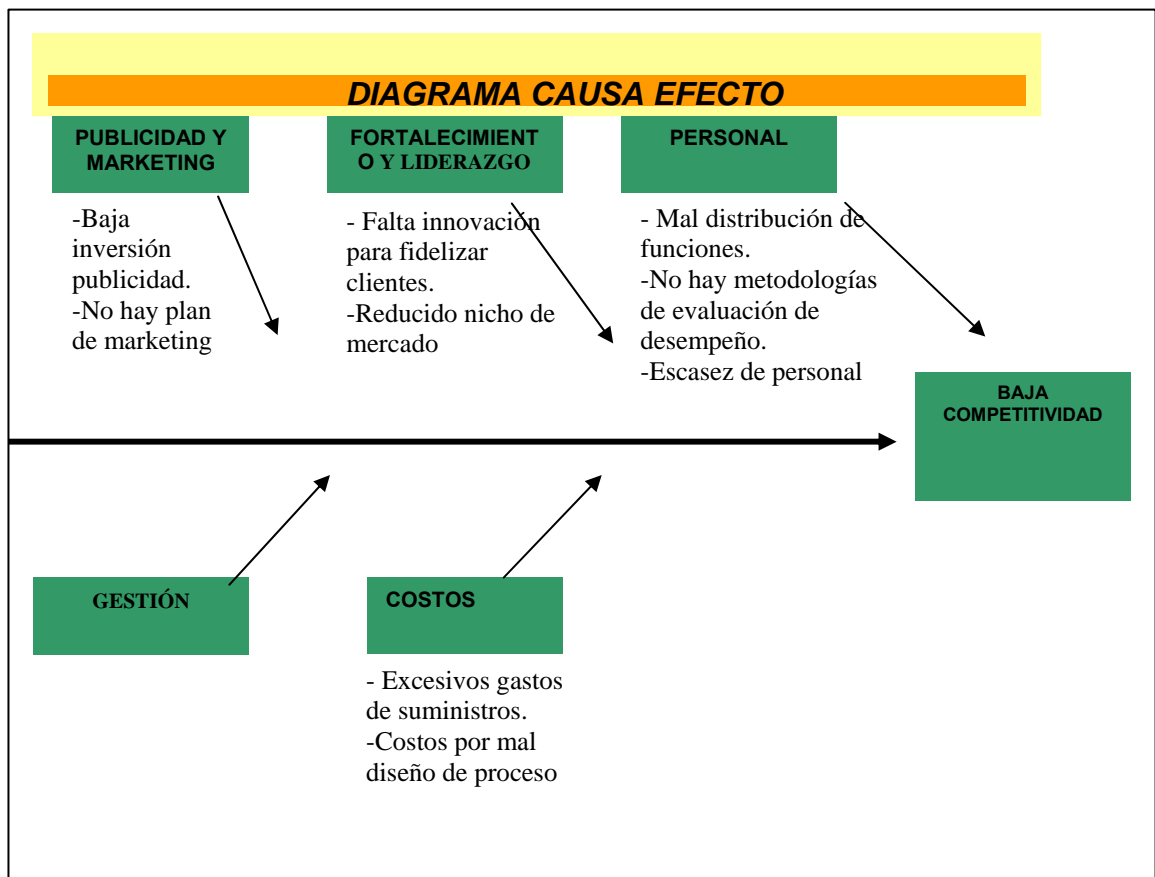 DIAGRAMA CAUSA EFECTO
PUBLICIDAD Y
MARKETING
-Baja
inversión
publicidad.
-No hay plan
de marketing
FORTALECIMIENT
O Y LIDERAZGO
- Falta innovación
para fidelizar
clientes.
-Reducido nicho de
mercado
PERSONAL
- Mal distribución de
funciones.
-No hay metodologías
de evaluación de
desempeño.
-Escasez de personal
BAJA
COMPETITIVIDAD
GESTIÓN
COSTOS
- Excesivos gastos
de suministros.
-Costos por mal
diseño de proceso